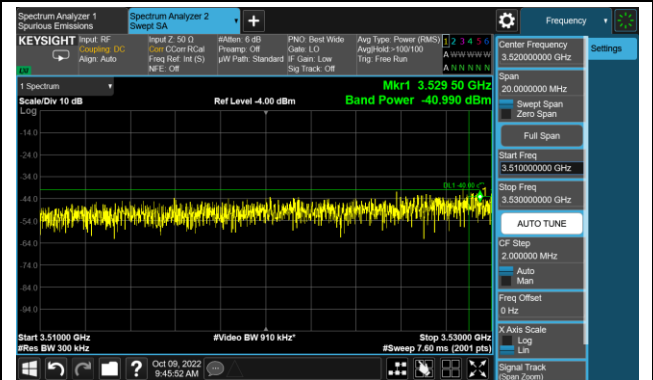 Spectrum Analyzer 1
Spurious Emissions
Spectrum Analyzer 2
Swept SA
Frequency
KEYSIGHT
Input: RF
Coupling: DC
Align: Auto
Input Z: 50 Ω
Corr CCorr RCal
Freq Ref: Int (S)
NFE: Off
#Atten: 6 dB
Preamp: Off
µW Path: Standard
PNO: Best Wide
Gate: LO
IF Gain: Low
Sig Track: Off
Avg Type: Power (RMS)
Avg|Hold:>100/100
Trig: Free Run
1 2 3 4 5 6
A W W W W W
A N N N N N
1 Spectrum
Scale/Div 10 dB
Ref Level -4.00 dBm
Mkr1 3.529 50 GHz
Band Power -40.990 dBm
Log
-14.0
-24.0
-34.0
-44.0
-54.0
-64.0
-74.0
-84.0
-94.0
Start 3.51000 GHz
#Res BW 300 kHz
#Video BW 910 kHz*
Stop 3.53000 GHz
#Sweep 7.60 ms (2001 pts)
?
Oct 09, 2022
9:45:52 AM
Center Frequency
3.520000000 GHz
Settings
Span
20.0000000 MHz
Swept Span
Zero Span
Full Span
Start Freq
3.510000000 GHz
Stop Freq
3.530000000 GHz
AUTO TUNE
CF Step
2.000000 MHz
Auto
Man
Freq Offset
0 Hz
X Axis Scale
Log
Lin
Signal Track
(Span Zoom)